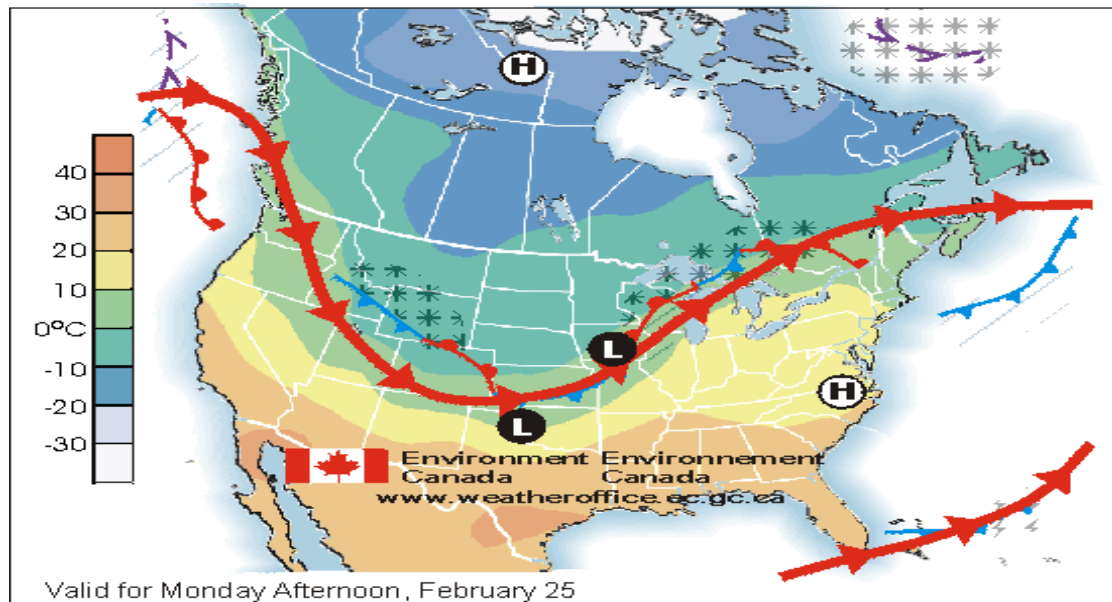 H
40
30
20
10
0°C
-10
-20
-30
L
H
L
Environment Environnement
Canada Canada
www.weatheroffice.ec.gc.ca
Valid for Monday Afternoon, February 25